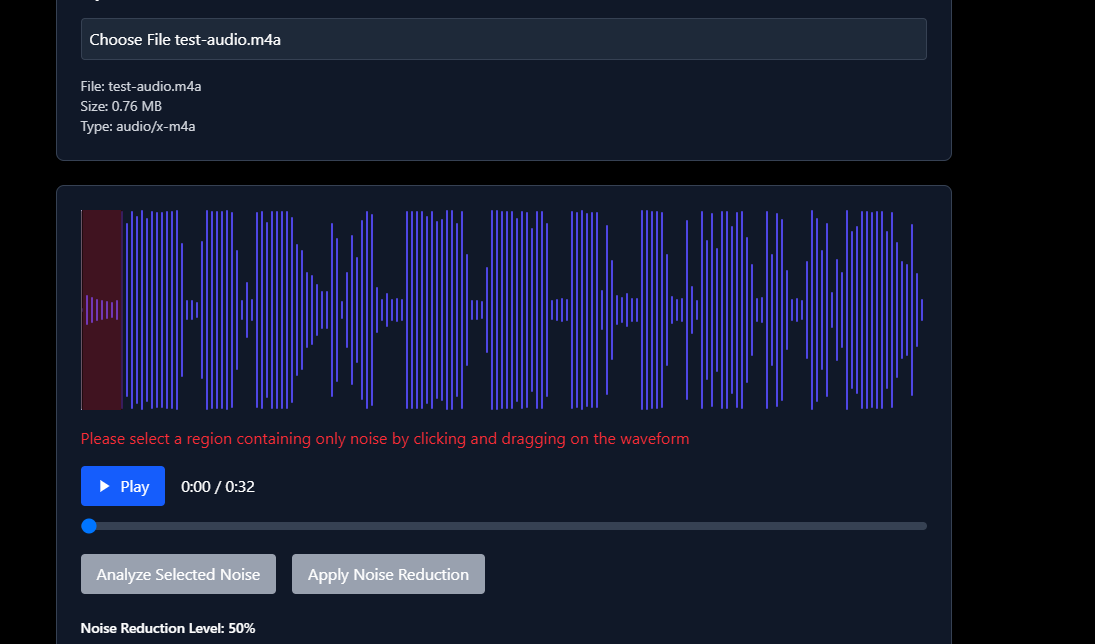 Choose File test-audio.m4a
File: test-audio.m4a
Size: 0.76 MB
Type: audio/x-m4a
Please select a region containing only noise by clicking and dragging on the waveform
Play 0:00 / 0:32
Analyze Selected Noise Apply Noise Reduction
Noise Reduction Level: 50%